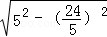 √5² − (24/5)²